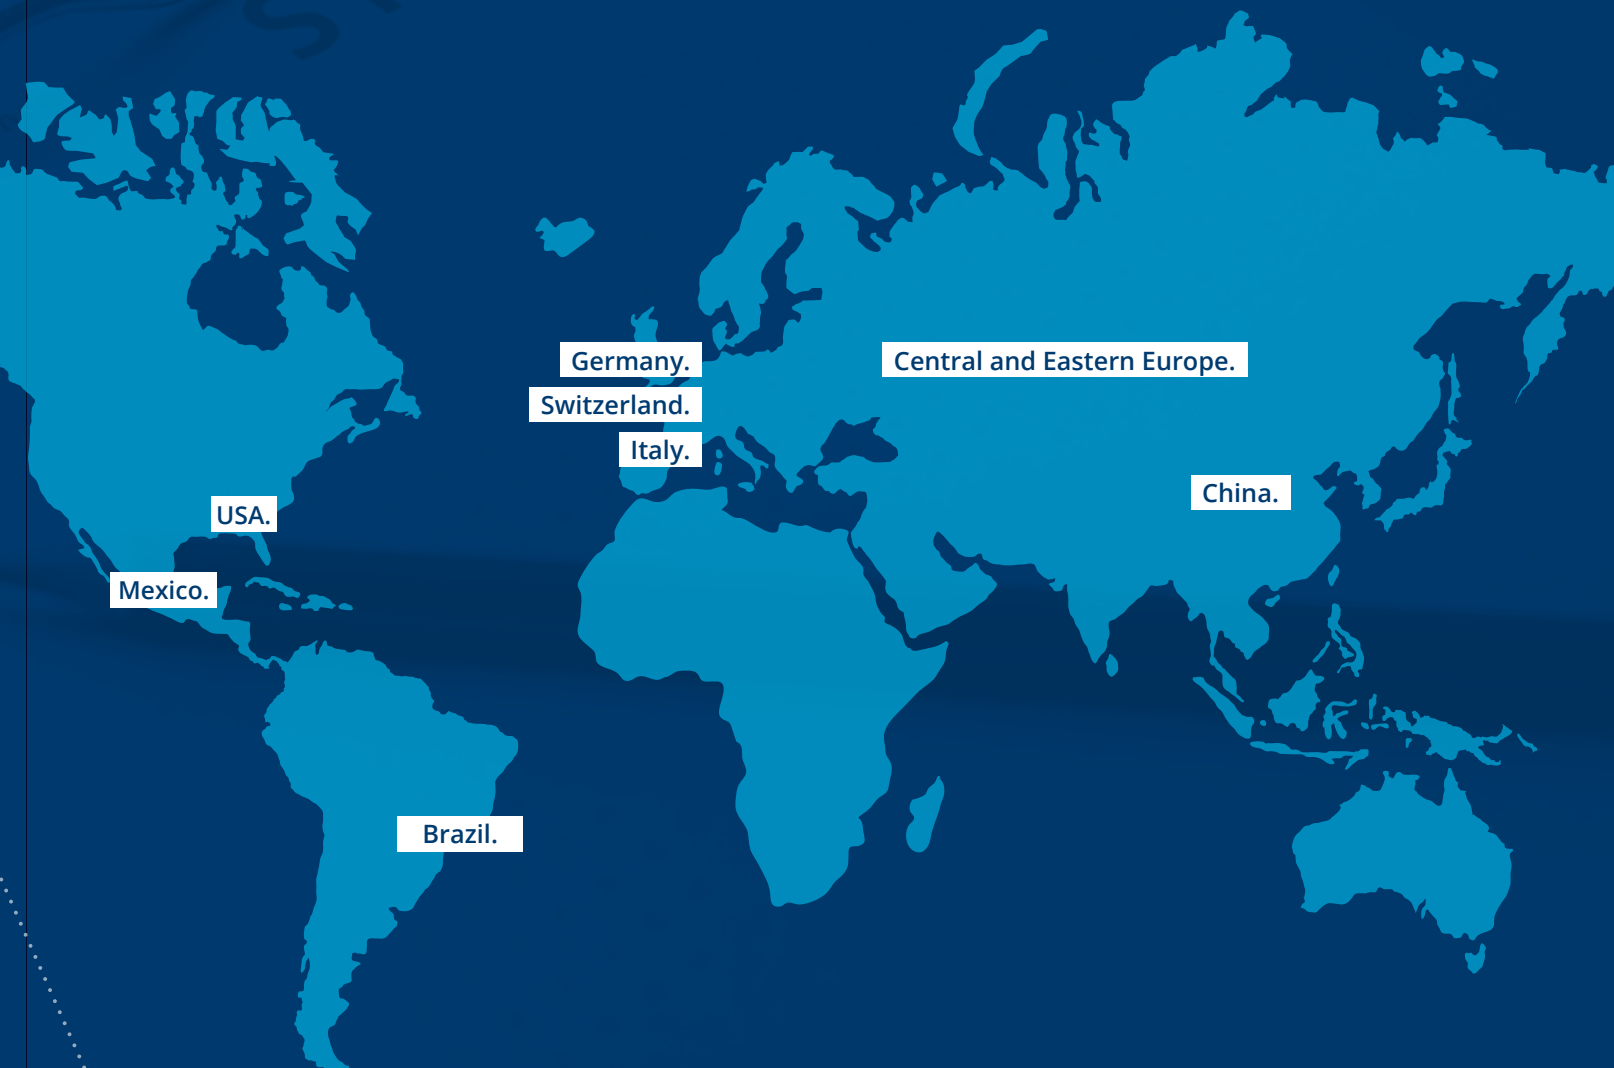 Germany.
Central and Eastern Europe.
Switzerland.
Italy.
China.
USA.
Mexico.
Brazil.